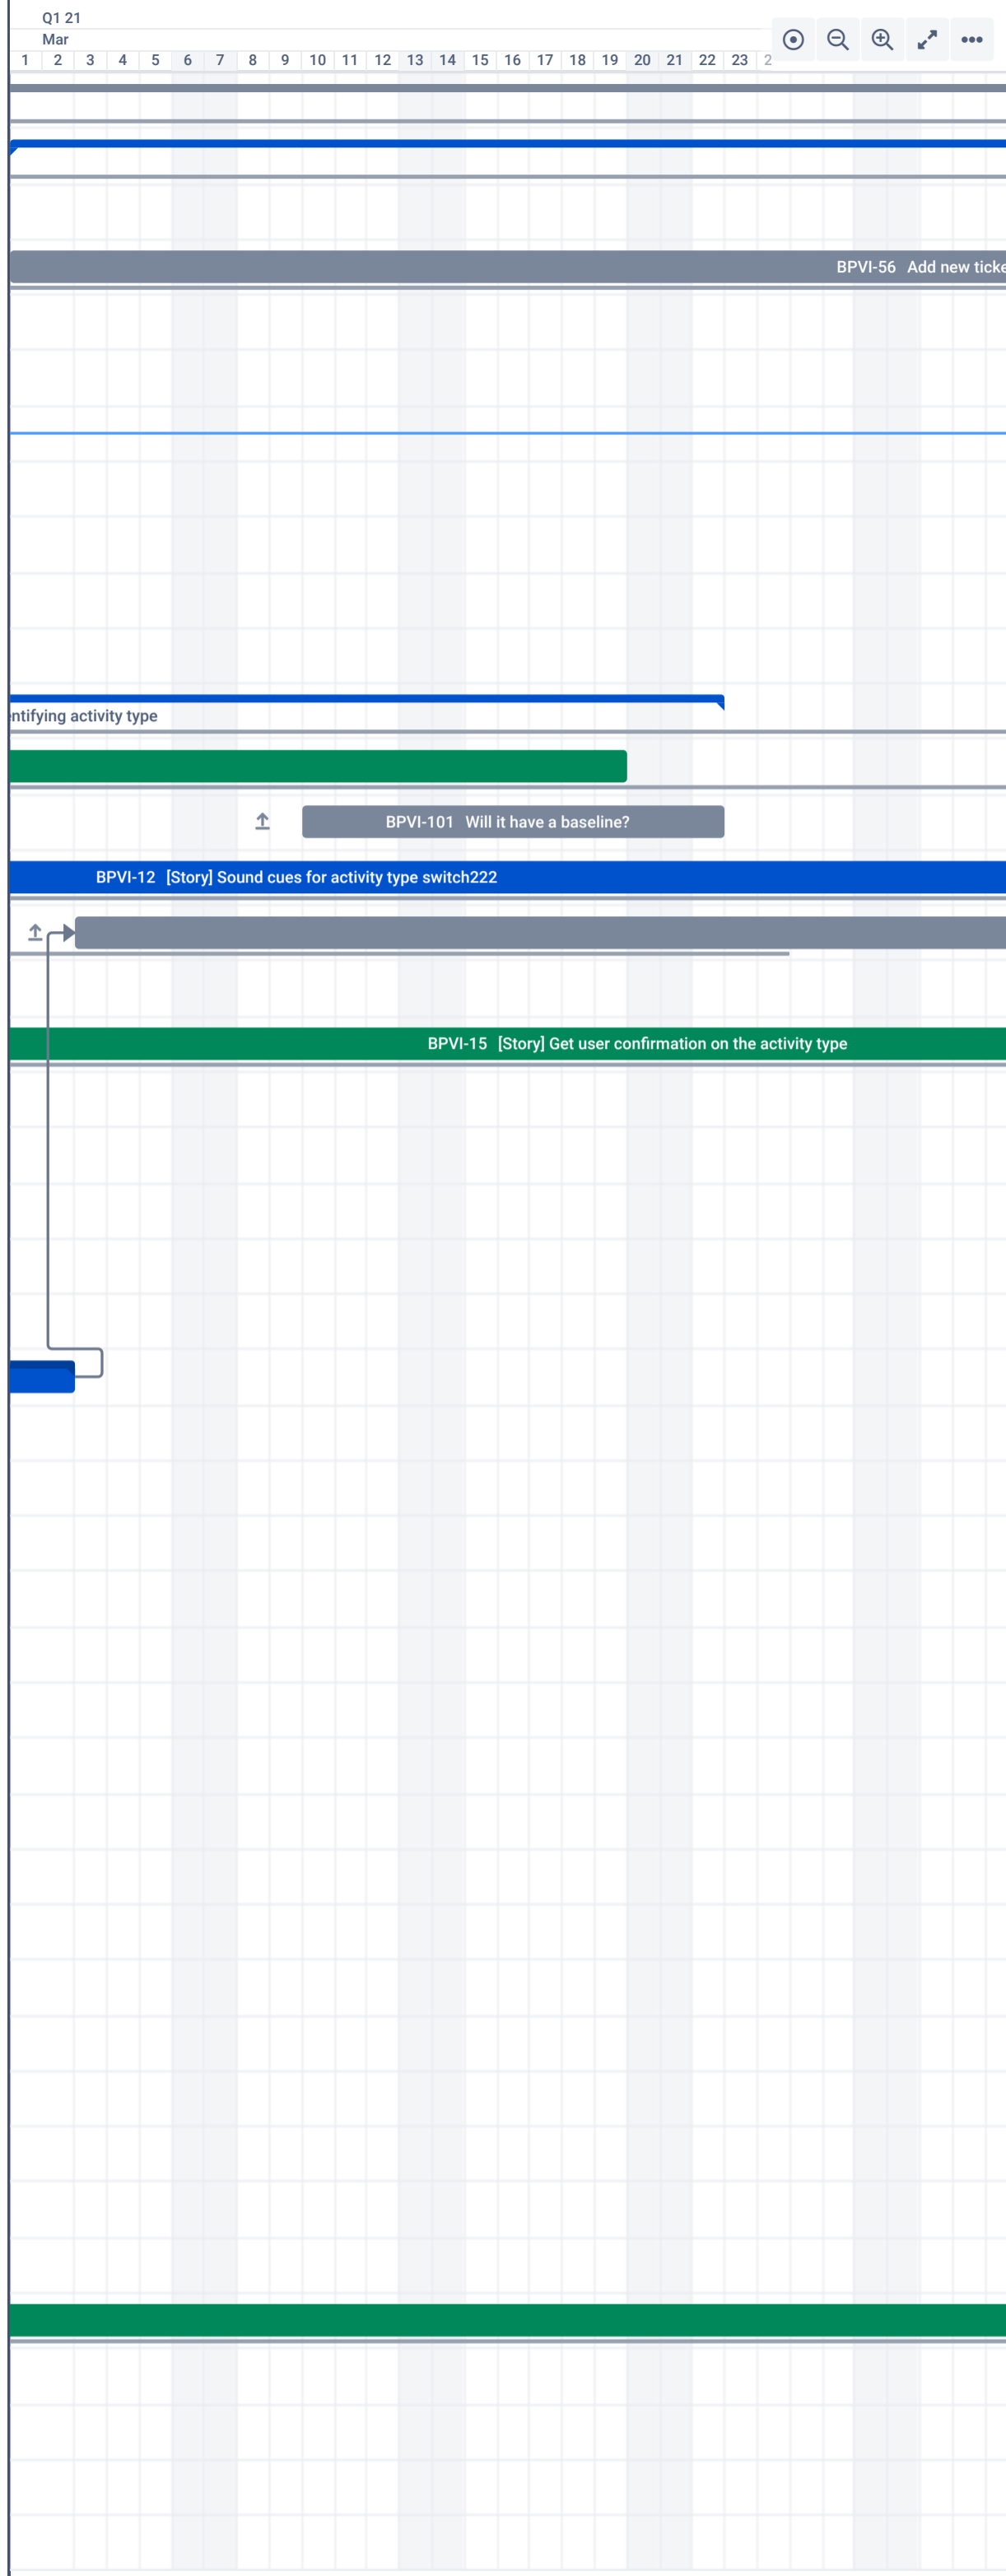 Q1 21
Mar
1 2 3 4 5 6 7 8 9 10 11 12 13 14 15 16 17 18 19 20 21 22 23 2
BPVI-56 Add new ticke
entifying activity type
BPVI-101 Will it have a baseline?
BPVI-12 [Story] Sound cues for activity type switch222
BPVI-15 [Story] Get user confirmation on the activity type